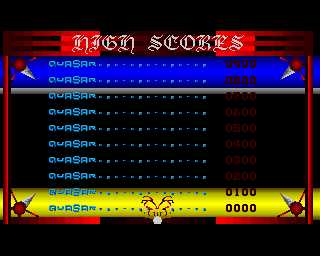 HIGH SCORES
QUASAR.............. 0900
QUASAR.............. 0800
QUASAR.............. 0700
QUASAR.............. 0600
QUASAR.............. 0500
QUASAR.............. 0400
QUASAR.............. 0300
QUASAR.............. 0200
QUASAR.............. 0100
QUASAR.............. 0000